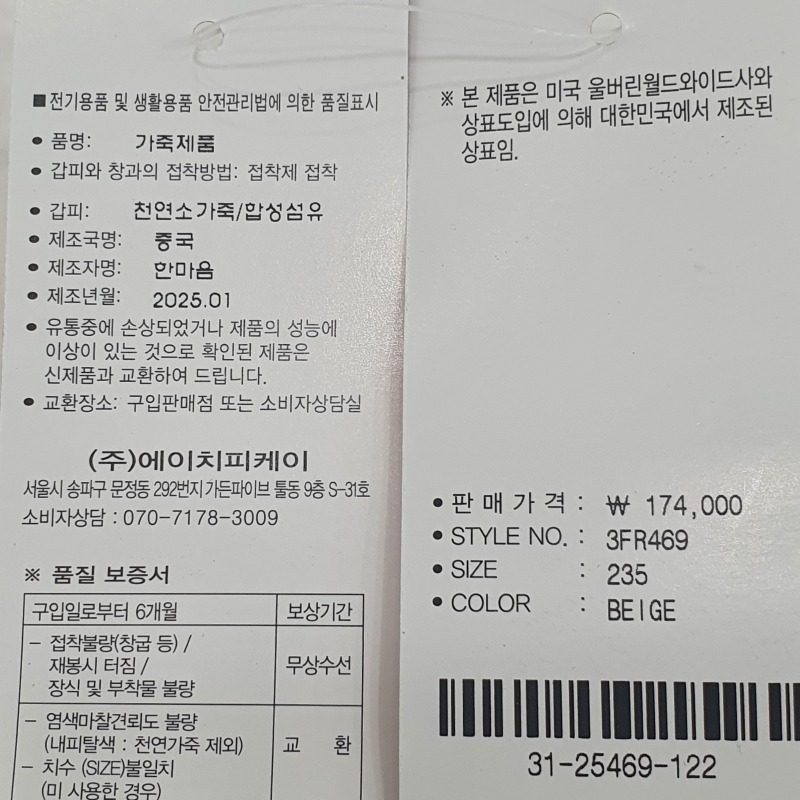 ■ 전기용품 및 생활용품 안전관리법에 의한 품질표시
• 품명: 가죽제품
• 갑피와 창과의 접착방법: 접착제 접착
• 갑피: 천연소가죽/합성섬유
• 제조국명: 중국
• 제조자명: 한마음
• 제조년월: 2025.01
• 유통중에 손상되었거나 제품의 성능에
이상이 있는 것으로 확인된 제품은
신제품과 교환하여 드립니다.
• 교환장소: 구입판매점 또는 소비자상담실
(주)에이치피케이
서울시 송파구 문정동 292번지 가든파이브 툴동 9층 S-31호
소비자상담 : 070-7178-3009
※ 품질 보증서
구입일로부터 6개월 보상기간
- 접착불량(창굽 등) /
재봉시 터짐 /
장식 및 부착물 불량
무상수선
- 염색마찰견뢰도 불량
(내피탈색 : 천연가죽 제외)
- 치수 (SIZE)불일치
(미 사용한 경우)
교 환
※ 본 제품은 미국 울버린월드와이드사와
상표도입에 의해 대한민국에서 제조된
상표임.
• 판 매 가 격 : ₩ 174,000
• STYLE NO. : 3FR469
• SIZE : 235
• COLOR : BEIGE
31-25469-122